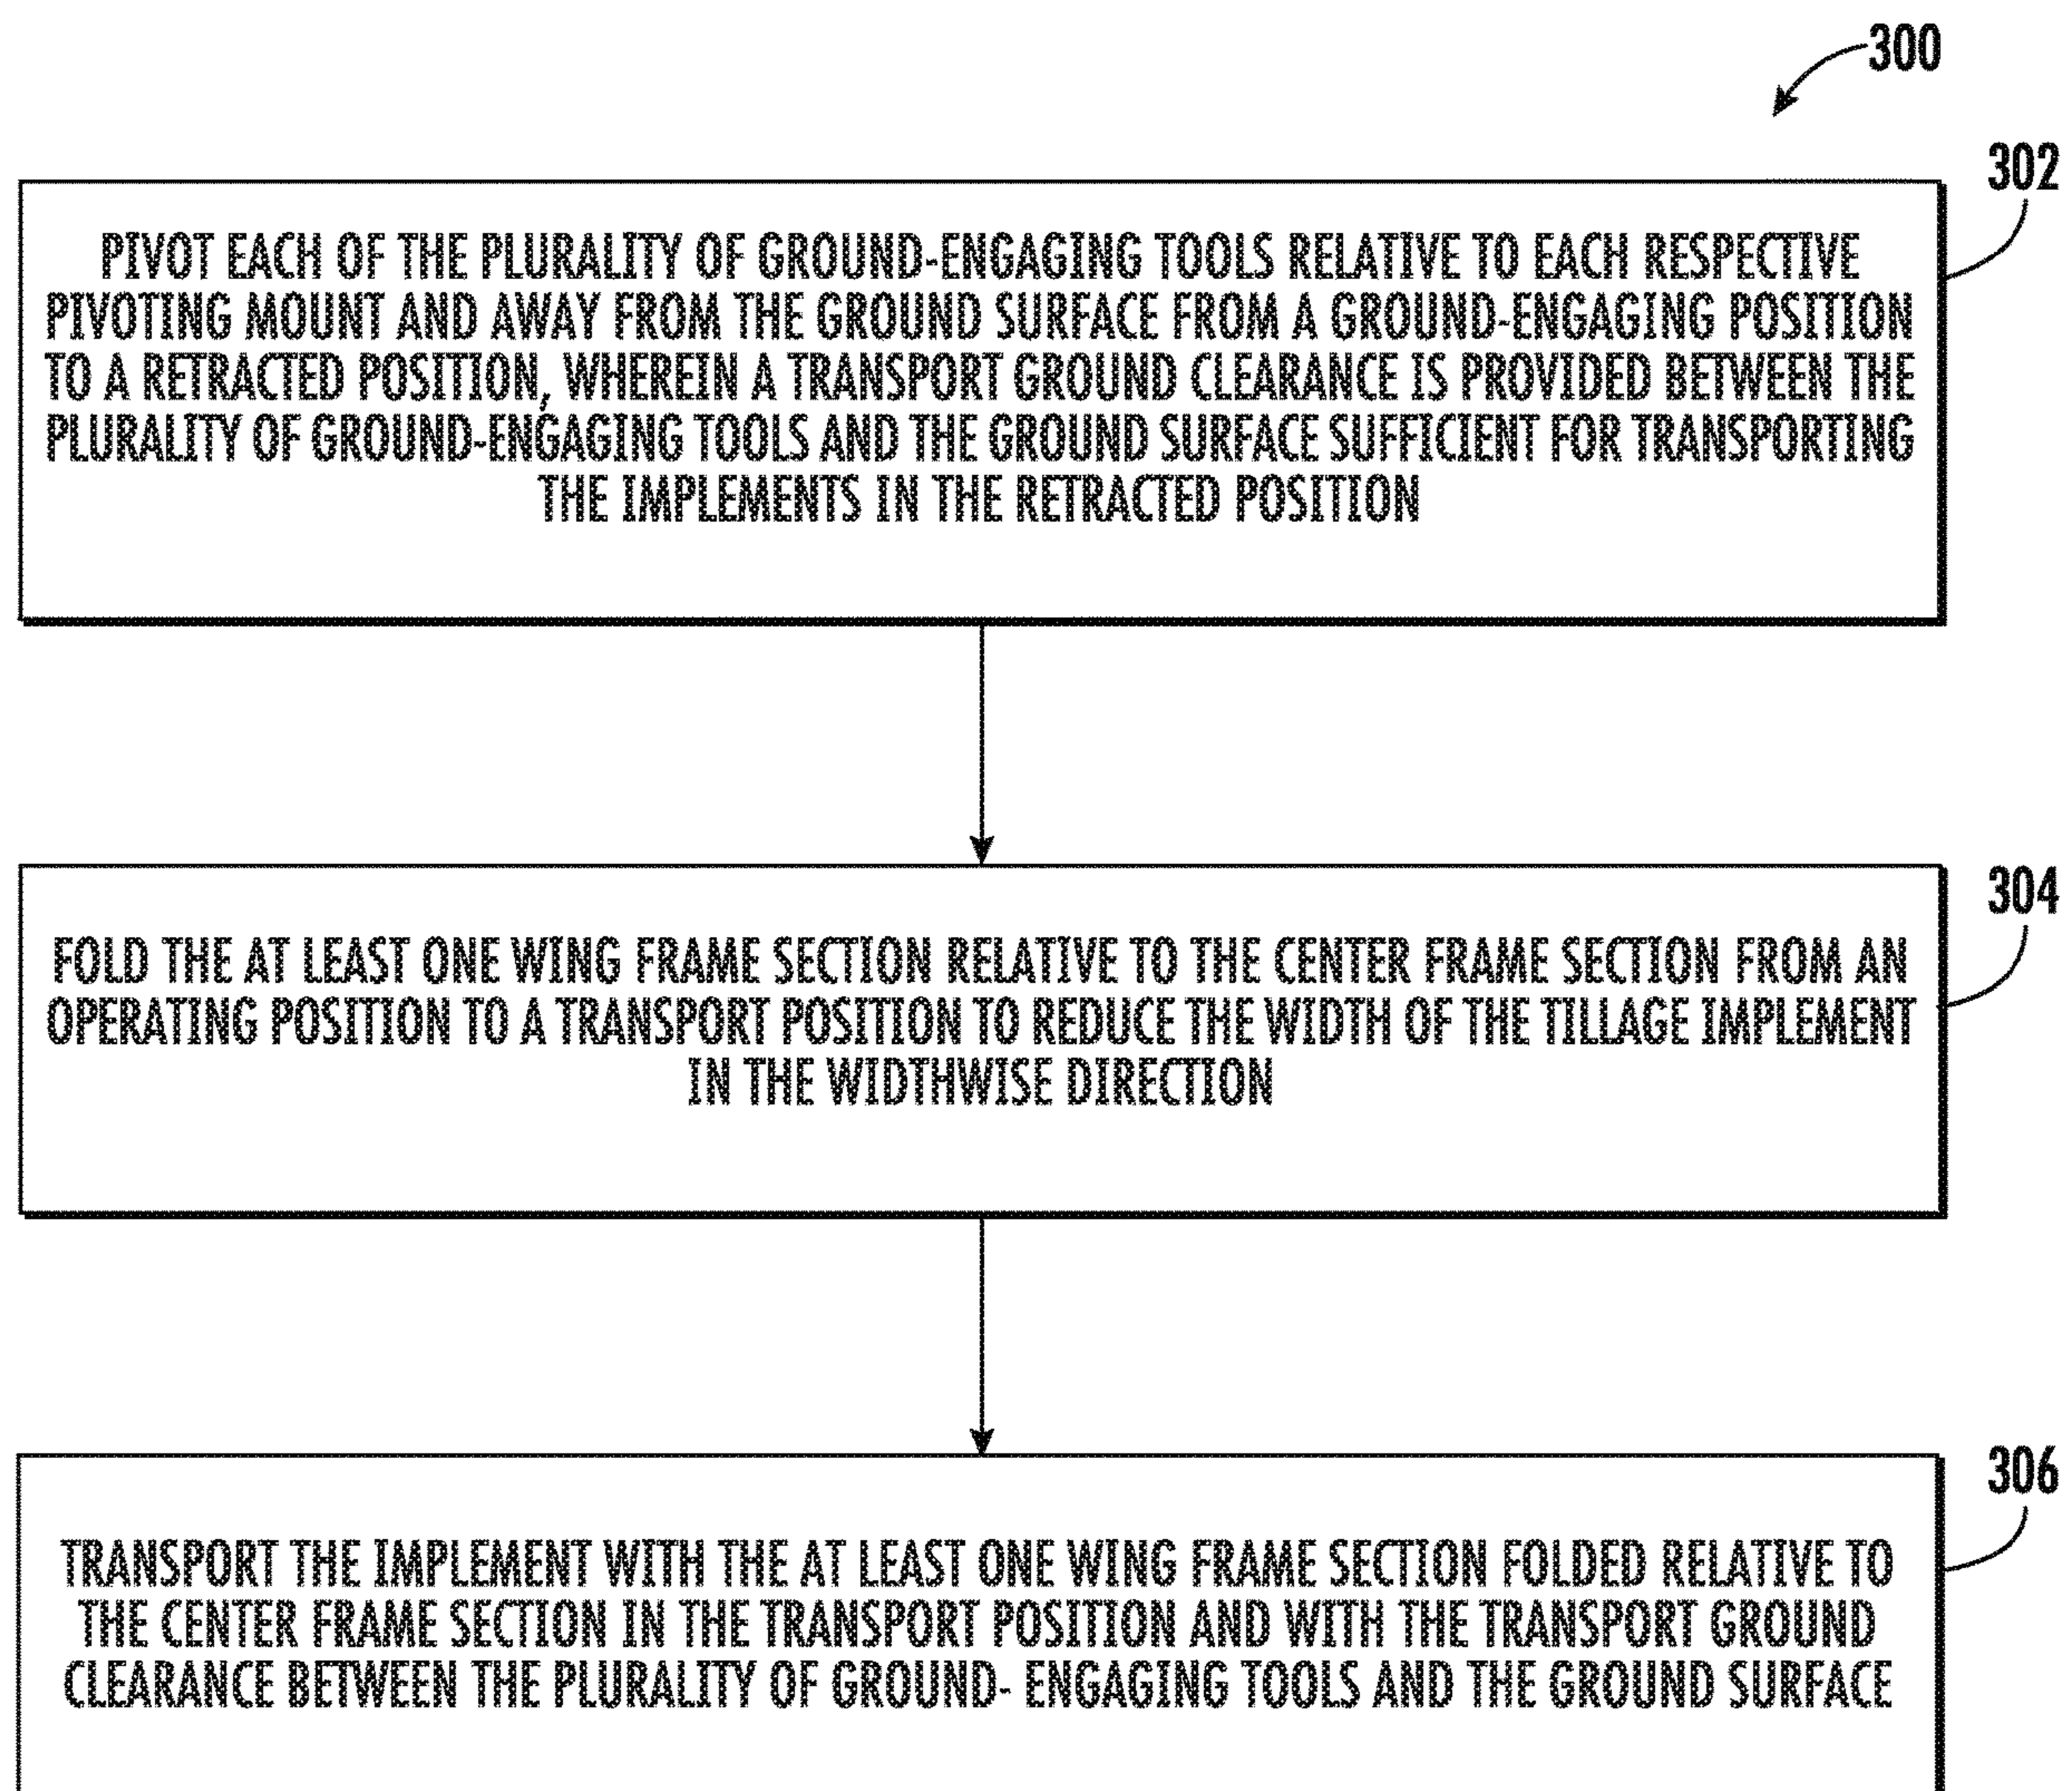 300
302
PIVOT EACH OF THE PLURALITY OF GROUND-ENGAGING TOOLS RELATIVE TO EACH RESPECTIVE
PIVOTING MOUNT AND AWAY FROM THE GROUND SURFACE FROM A GROUND-ENGAGING POSITION
TO A RETRACTED POSITION, WHEREIN A TRANSPORT GROUND CLEARANCE IS PROVIDED BETWEEN THE
PLURALITY OF GROUND-ENGAGING TOOLS AND THE GROUND SURFACE SUFFICIENT FOR TRANSPORTING
THE IMPLEMENTS IN THE RETRACTED POSITION
304
FOLD THE AT LEAST ONE WING FRAME SECTION RELATIVE TO THE CENTER FRAME SECTION FROM AN
OPERATING POSITION TO A TRANSPORT POSITION TO REDUCE THE WIDTH OF THE TILLAGE IMPLEMENT
IN THE WIDTHWISE DIRECTION
306
TRANSPORT THE IMPLEMENT WITH THE AT LEAST ONE WING FRAME SECTION FOLDED RELATIVE TO
THE CENTER FRAME SECTION IN THE TRANSPORT POSITION AND WITH THE TRANSPORT GROUND
CLEARANCE BETWEEN THE PLURALITY OF GROUND- ENGAGING TOOLS AND THE GROUND SURFACE